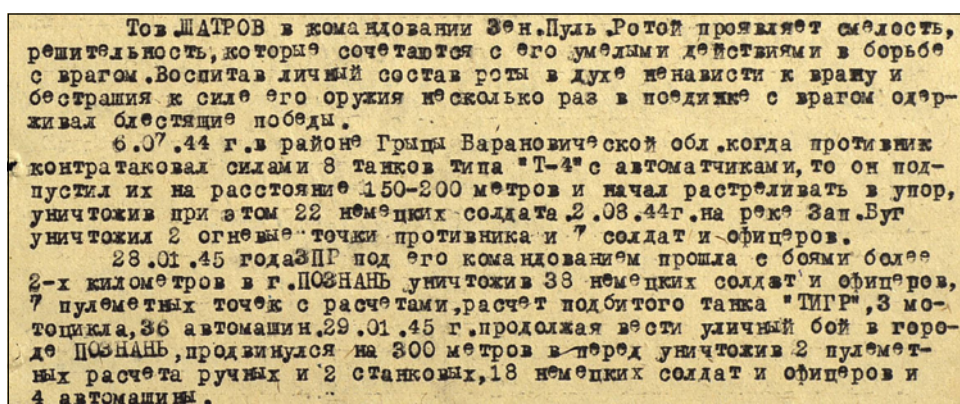 Тов.ШАТРОВ в командовании Зен.Пуль.Ротой проявляет смелость,
решительность,которые сочетаются с его умелыми действиями в борьбе
с врагом.Воспитав личный состав роты в духе ненависти к врану и
бестрашия к силе его оружия несколько раз в поединке с врагом одер-
живал блестящие победы.
6.07.44 г.в районе Грыцы Барановической обл.когда противник
контратаковал силами 8 танков типа "Т-4" с автоматчиками,то он под-
пустил их на расстояние 150-200 метров и начал растреливать в упор,
уничтожив при этом 22 немецких солдата.2.08.44г.на реке Зап.Буг
уничтожил 2 огневые точки противника и 7 солдат и офицеров.
28.01.45 года ЗПР под его командованием прошла с боями более
2-х километров в г.ПОЗНАНЬ уничтожив 38 немецких солдат и офицеров,
7 пулеметных точек с расчетами,расчет подбитого танка "ТИГР",3 мо-
тоцикла,36 автомашин.29.01.45 г.продолжая вести уличный бой в горо-
де ПОЗНАНЬ,продвинулся на 300 метров в перед уничтожив 2 пулемет-
ных расчета ручных и 2 станковых,18 немецких солдат и офицеров и
4 автомашины.